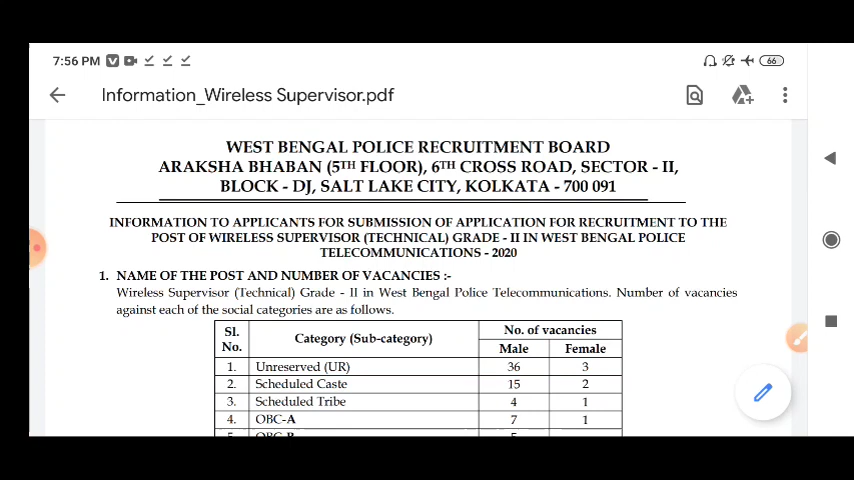 7:56 PM
66
Information_Wireless Supervisor.pdf
WEST BENGAL POLICE RECRUITMENT BOARD
ARAKSHA BHABAN (5TH FLOOR), 6TH CROSS ROAD, SECTOR - II,
BLOCK - DJ, SALT LAKE CITY, KOLKATA - 700 091
INFORMATION TO APPLICANTS FOR SUBMISSION OF APPLICATION FOR RECRUITMENT TO THE
POST OF WIRELESS SUPERVISOR (TECHNICAL) GRADE - II IN WEST BENGAL POLICE
TELECOMMUNICATIONS - 2020
1. NAME OF THE POST AND NUMBER OF VACANCIES :-
Wireless Supervisor (Technical) Grade - II in West Bengal Police Telecommunications. Number of vacancies
against each of the social categories are as follows.
Sl. No. Category (Sub-category) No. of vacancies
Male Female
1. Unreserved (UR) 36 3
2. Scheduled Caste 15 2
3. Scheduled Tribe 4 1
4. OBC-A 7 1
5. OBC-B 5